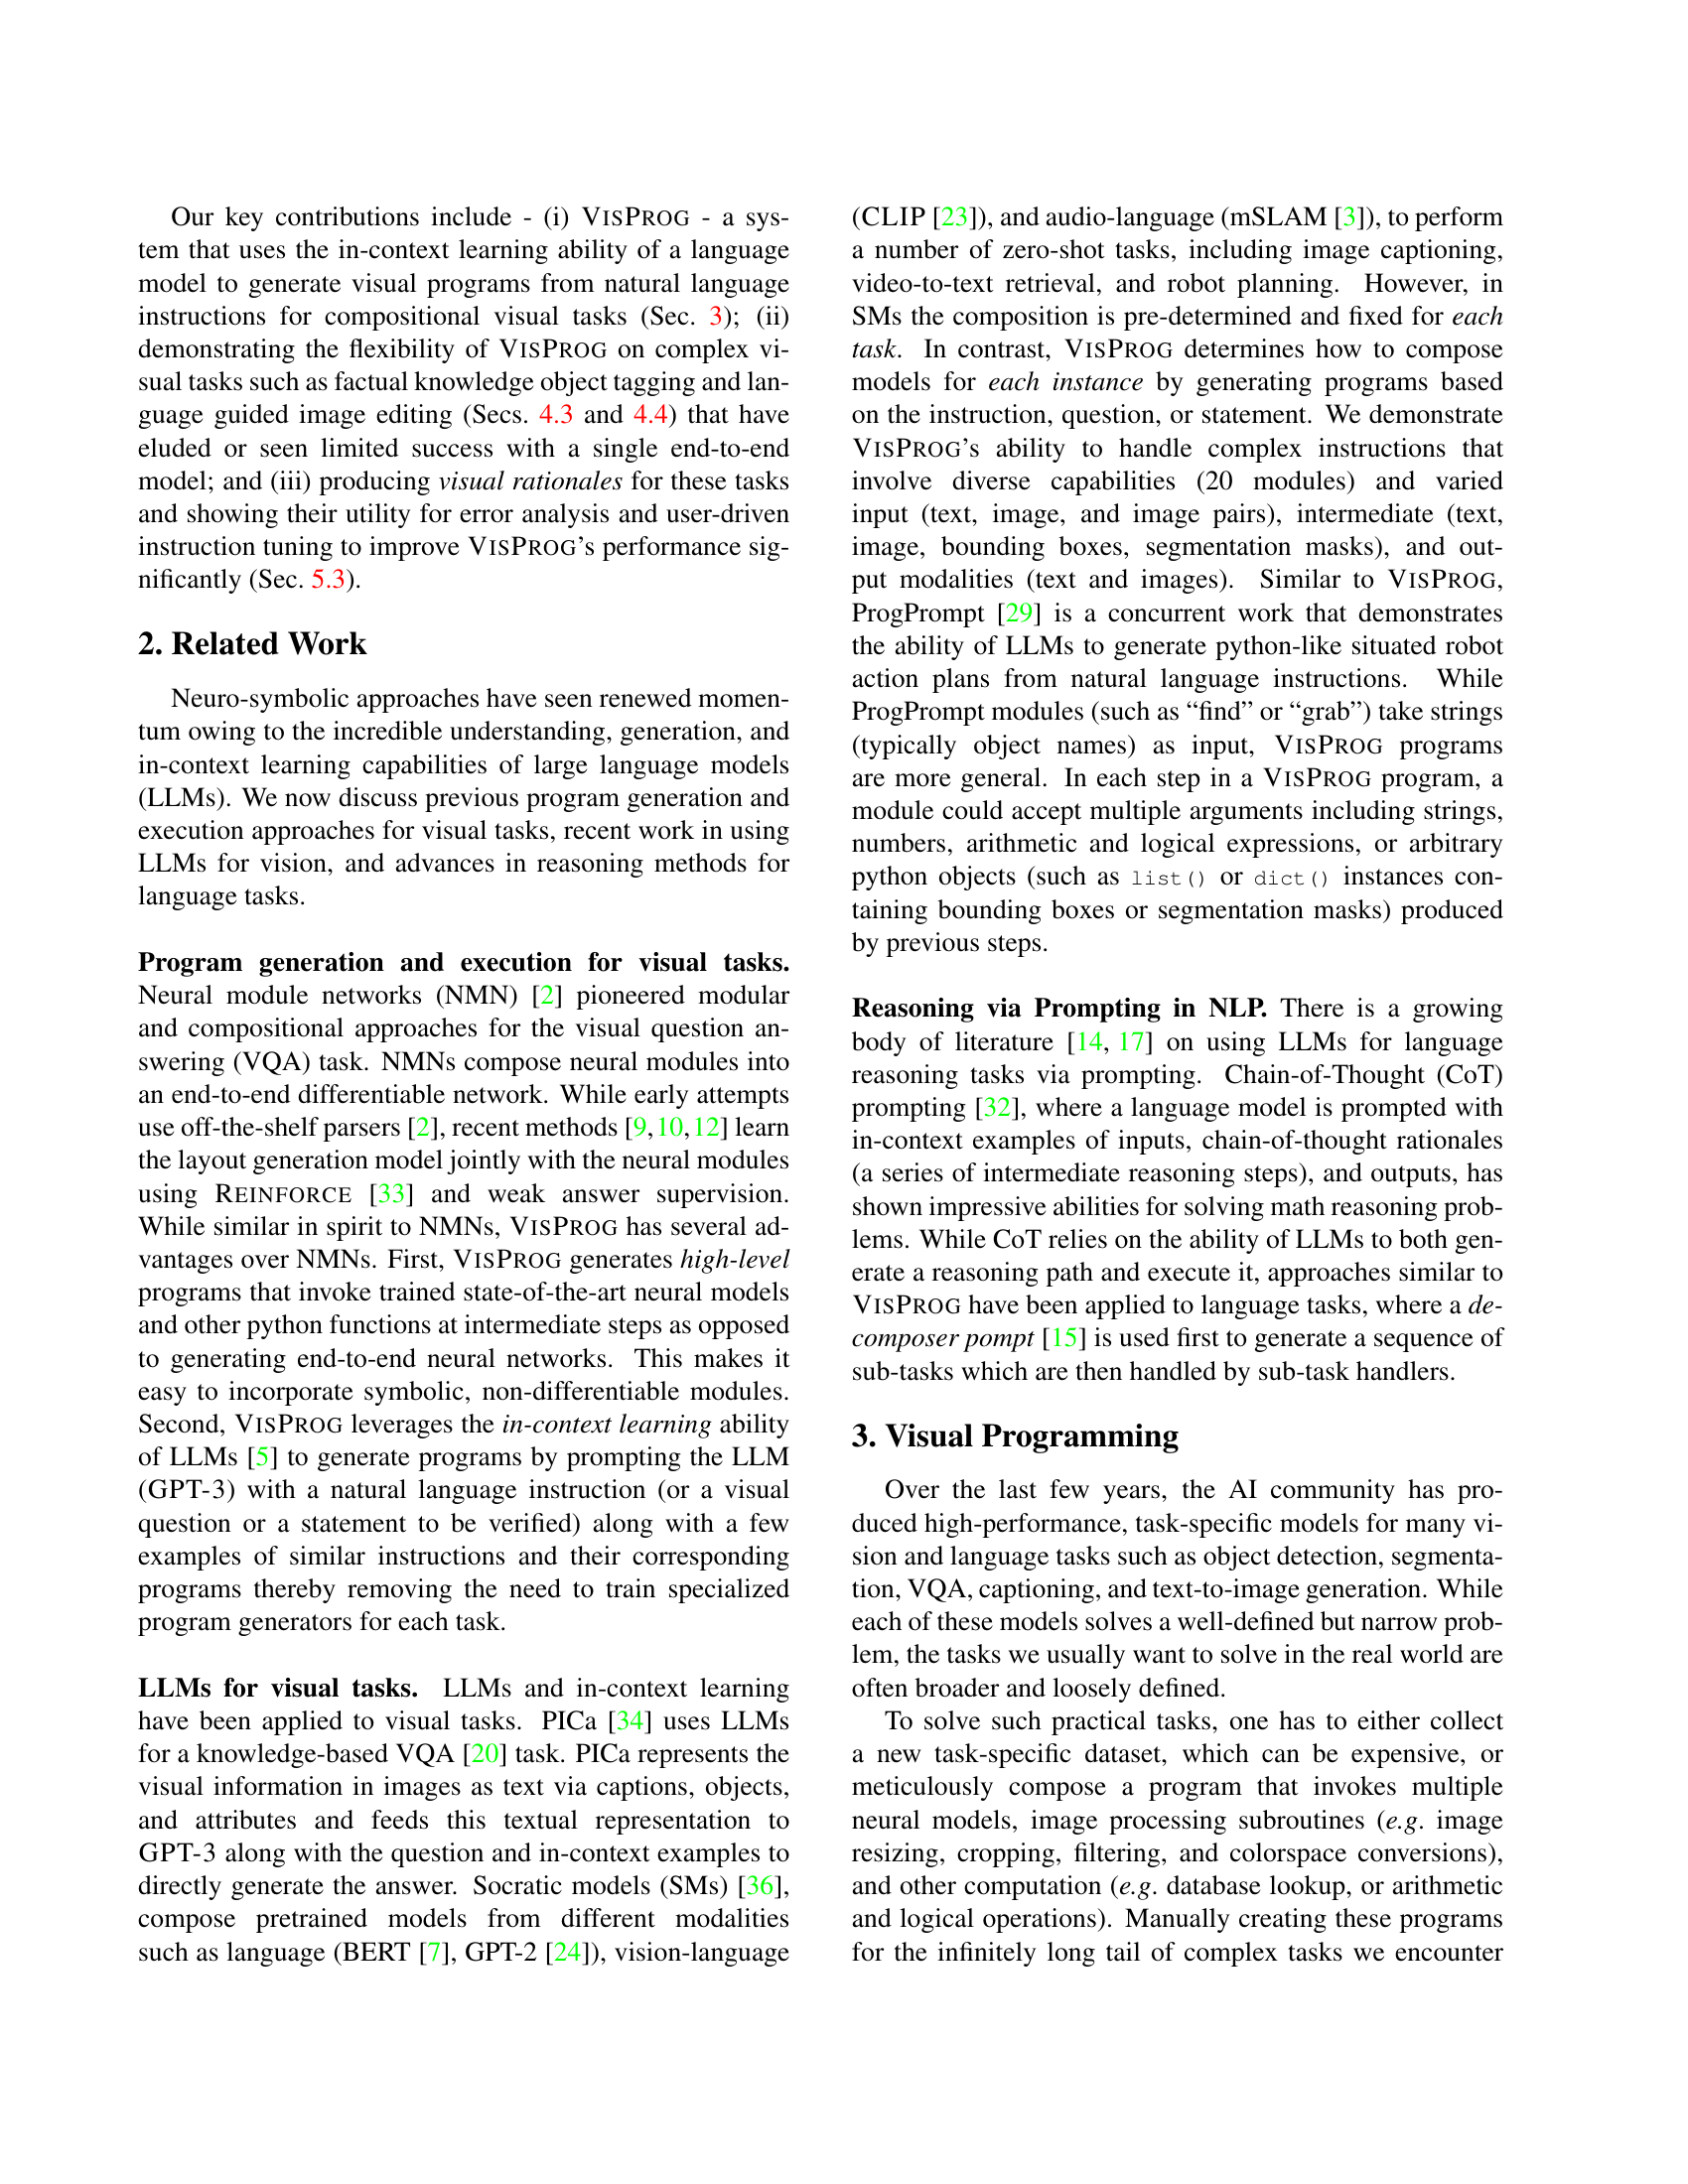 Our key contributions include - (i) VISPROG - a sys-
tem that uses the in-context learning ability of a language
model to generate visual programs from natural language
instructions for compositional visual tasks (Sec. 3); (ii)
demonstrating the flexibility of VISPROG on complex vi-
sual tasks such as factual knowledge object tagging and lan-
guage guided image editing (Secs. 4.3 and 4.4) that have
eluded or seen limited success with a single end-to-end
model; and (iii) producing visual rationales for these tasks
and showing their utility for error analysis and user-driven
instruction tuning to improve VISPROG's performance sig-
nificantly (Sec. 5.3).
2. Related Work
Neuro-symbolic approaches have seen renewed momen-
tum owing to the incredible understanding, generation, and
in-context learning capabilities of large language models
(LLMs). We now discuss previous program generation and
execution approaches for visual tasks, recent work in using
LLMs for vision, and advances in reasoning methods for
language tasks.
Program generation and execution for visual tasks.
Neural module networks (NMN) [2] pioneered modular
and compositional approaches for the visual question an-
swering (VQA) task. NMNs compose neural modules into
an end-to-end differentiable network. While early attempts
use off-the-shelf parsers [2], recent methods [9,10,12] learn
the layout generation model jointly with the neural modules
using REINFORCE [33] and weak answer supervision.
While similar in spirit to NMNs, VISPROG has several ad-
vantages over NMNs. First, VISPROG generates high-level
programs that invoke trained state-of-the-art neural models
and other python functions at intermediate steps as opposed
to generating end-to-end neural networks. This makes it
easy to incorporate symbolic, non-differentiable modules.
Second, VISPROG leverages the in-context learning ability
of LLMs [5] to generate programs by prompting the LLM
(GPT-3) with a natural language instruction (or a visual
question or a statement to be verified) along with a few
examples of similar instructions and their corresponding
programs thereby removing the need to train specialized
program generators for each task.
LLMs for visual tasks. LLMs and in-context learning
have been applied to visual tasks. PICa [34] uses LLMs
for a knowledge-based VQA [20] task. PICa represents the
visual information in images as text via captions, objects,
and attributes and feeds this textual representation to
GPT-3 along with the question and in-context examples to
directly generate the answer. Socratic models (SMs) [36],
compose pretrained models from different modalities
such as language (BERT [7], GPT-2 [24]), vision-language
(CLIP [23]), and audio-language (mSLAM [3]), to perform
a number of zero-shot tasks, including image captioning,
video-to-text retrieval, and robot planning. However, in
SMs the composition is pre-determined and fixed for each
task. In contrast, VISPROG determines how to compose
models for each instance by generating programs based
on the instruction, question, or statement. We demonstrate
VISPROG's ability to handle complex instructions that
involve diverse capabilities (20 modules) and varied
input (text, image, and image pairs), intermediate (text,
image, bounding boxes, segmentation masks), and out-
put modalities (text and images). Similar to VISPROG,
ProgPrompt [29] is a concurrent work that demonstrates
the ability of LLMs to generate python-like situated robot
action plans from natural language instructions. While
ProgPrompt modules (such as “find” or “grab”) take strings
(typically object names) as input, VISPROG programs
are more general. In each step in a VISPROG program, a
module could accept multiple arguments including strings,
numbers, arithmetic and logical expressions, or arbitrary
python objects (such as list() or dict() instances con-
taining bounding boxes or segmentation masks) produced
by previous steps.
Reasoning via Prompting in NLP. There is a growing
body of literature [14, 17] on using LLMs for language
reasoning tasks via prompting. Chain-of-Thought (CoT)
prompting [32], where a language model is prompted with
in-context examples of inputs, chain-of-thought rationales
(a series of intermediate reasoning steps), and outputs, has
shown impressive abilities for solving math reasoning prob-
lems. While CoT relies on the ability of LLMs to both gen-
erate a reasoning path and execute it, approaches similar to
VISPROG have been applied to language tasks, where a de-
composer pompt [15] is used first to generate a sequence of
sub-tasks which are then handled by sub-task handlers.
3. Visual Programming
Over the last few years, the AI community has pro-
duced high-performance, task-specific models for many vi-
sion and language tasks such as object detection, segmenta-
tion, VQA, captioning, and text-to-image generation. While
each of these models solves a well-defined but narrow prob-
lem, the tasks we usually want to solve in the real world are
often broader and loosely defined.
To solve such practical tasks, one has to either collect
a new task-specific dataset, which can be expensive, or
meticulously compose a program that invokes multiple
neural models, image processing subroutines (e.g. image
resizing, cropping, filtering, and colorspace conversions),
and other computation (e.g. database lookup, or arithmetic
and logical operations). Manually creating these programs
for the infinitely long tail of complex tasks we encounter